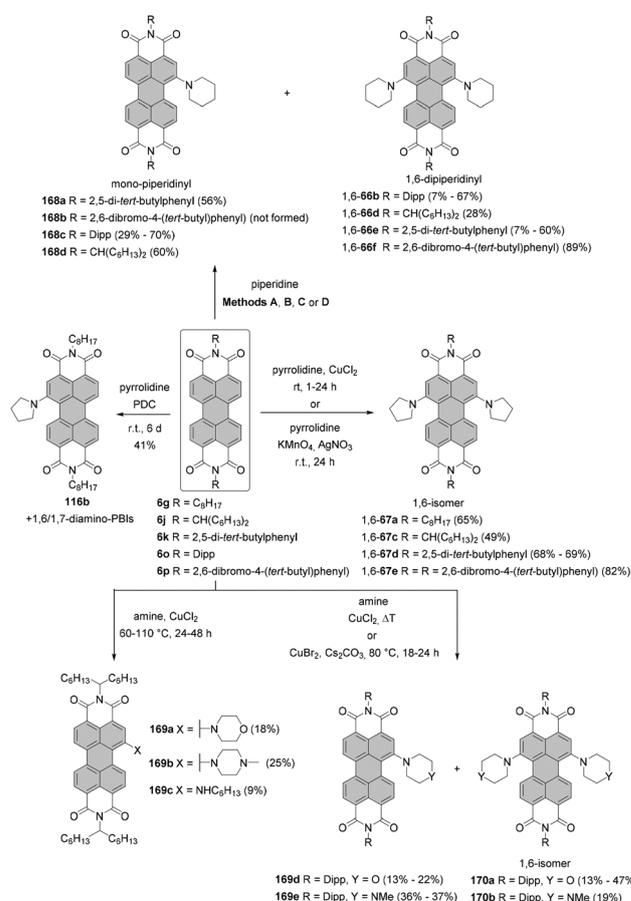 R
R
O
N
O
O
N
O
N
N
N
+
O
N
O
O
N
O
R
R
mono-piperidinyl
1,6-dipiperidinyl
168a R = 2,5-di-tert-butylphenyl (56%)
168b R = 2,6-dibromo-4-(tert-butyl)phenyl) (not formed)
168c R = Dipp (29% - 70%)
168d R = CH(C6H13)2 (60%)
1,6-66b R = Dipp (7% - 67%)
1,6-66d R = CH(C6H13)2 (28%)
1,6-66e R = 2,5-di-tert-butylphenyl (7% - 60%)
1,6-66f R = 2,6-dibromo-4-(tert-butyl)phenyl) (89%)
piperidine
Methods A, B, C or D
C8H17
R
R
O
N
O
O
N
O
O
N
O
N
pyrrolidine
PDC
r.t., 6 d
41%
pyrrolidine, CuCl2
rt, 1-24 h
or
pyrrolidine
KMnO4, AgNO3
r.t., 24 h
N
N
O
N
O
O
N
O
O
N
O
C8H17
R
R
116b
+1,6/1,7-diamino-PBIs
6g R = C8H17
6j R = CH(C6H13)2
6k R = 2,5-di-tert-butylphenyl
6o R = Dipp
6p R = 2,6-dibromo-4-(tert-butyl)phenyl)
1,6-isomer
1,6-67a R = C8H17 (65%)
1,6-67c R = CH(C6H13)2 (49%)
1,6-67d R = 2,5-di-tert-butylphenyl (68% - 69%)
1,6-67e R = R = 2,6-dibromo-4-(tert-butyl)phenyl) (82%)
amine, CuCl2
60-110 °C, 24-48 h
amine
CuCl2, ΔT
or
CuBr2, Cs2CO3, 80 °C, 18-24 h
C6H13 C6H13
O
N
O
X
O
N
O
C6H13 C6H13
169a X = N O (18%)
169b X = N N (25%)
169c X = NHC6H13 (9%)
R
R
O
N
O
O
N
O
N
Y
+
Y
N
N
Y
O
N
O
O
N
O
R
R
1,6-isomer
169d R = Dipp, Y = O (13% - 22%)
169e R = Dipp, Y = NMe (36% - 37%)
170a R = Dipp, Y = O (13% - 47%
170b R = Dipp, Y = NMe (19%)